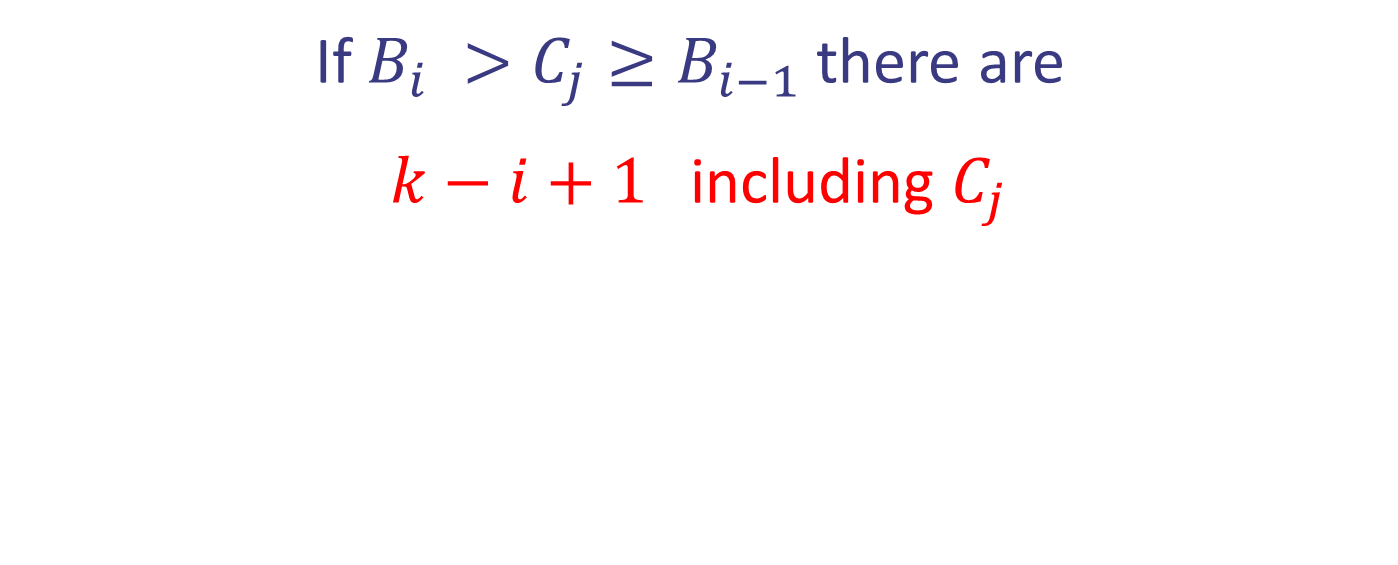 If B_i > C_j ≥ B_{i−1} there are
k − i + 1 including C_j